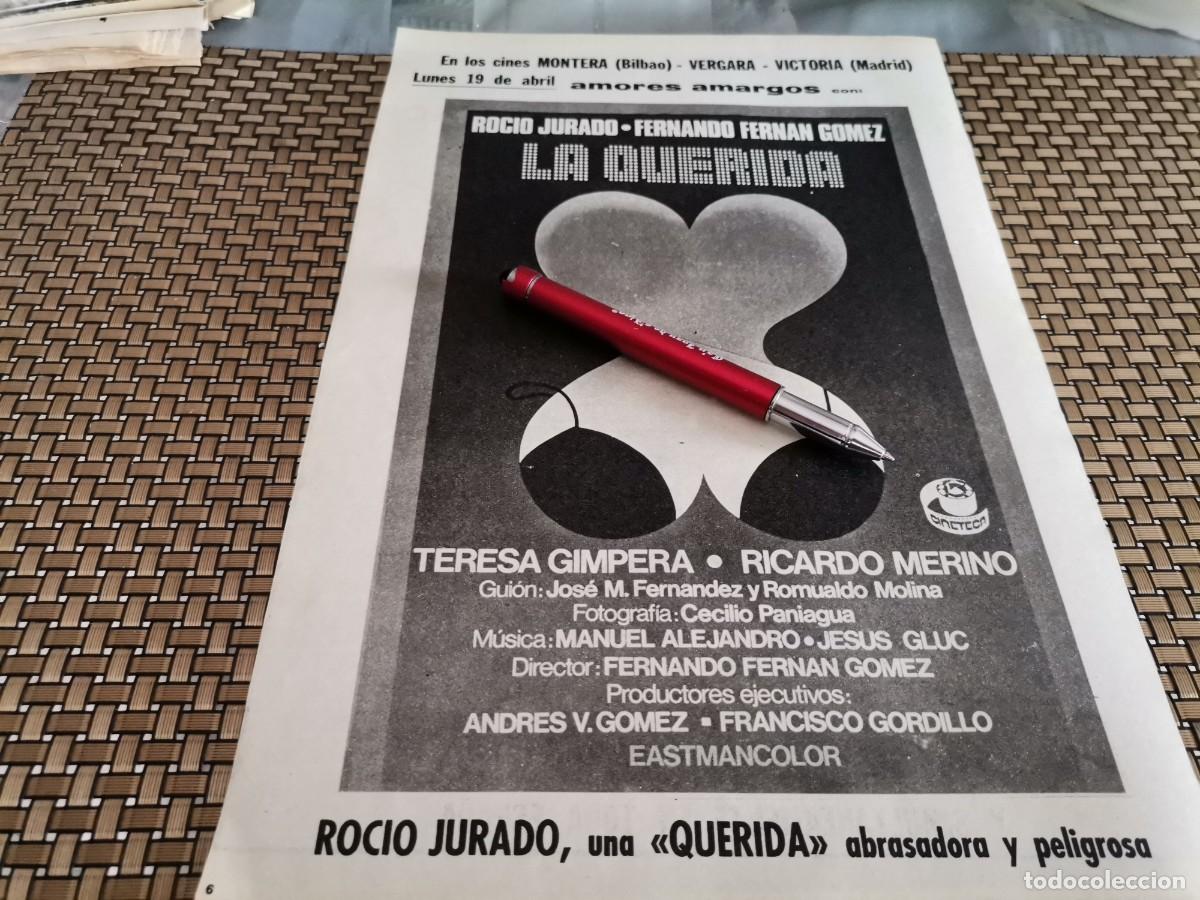 En los cines MONTERA (Bilbao) - VERGARA - VICTORIA (Madrid)
Lunes 19 de abril amores amargos con:
ROCIO JURADO • FERNANDO FERNAN GOMEZ
LA QUERIDA
CINETECA
TERESA GIMPERA • RICARDO MERINO
Guión: José M. Fernandez y Romualdo Molina
Fotografía: Cecilio Paniagua
Música: MANUEL ALEJANDRO • JESUS GLUC
Director: FERNANDO FERNAN GOMEZ
Productores ejecutivos:
ANDRES V. GOMEZ ▪ FRANCISCO GORDILLO
EASTMANCOLOR
ROCIO JURADO, una «QUERIDA» abrasadora y peligrosa
6
todocoleccion